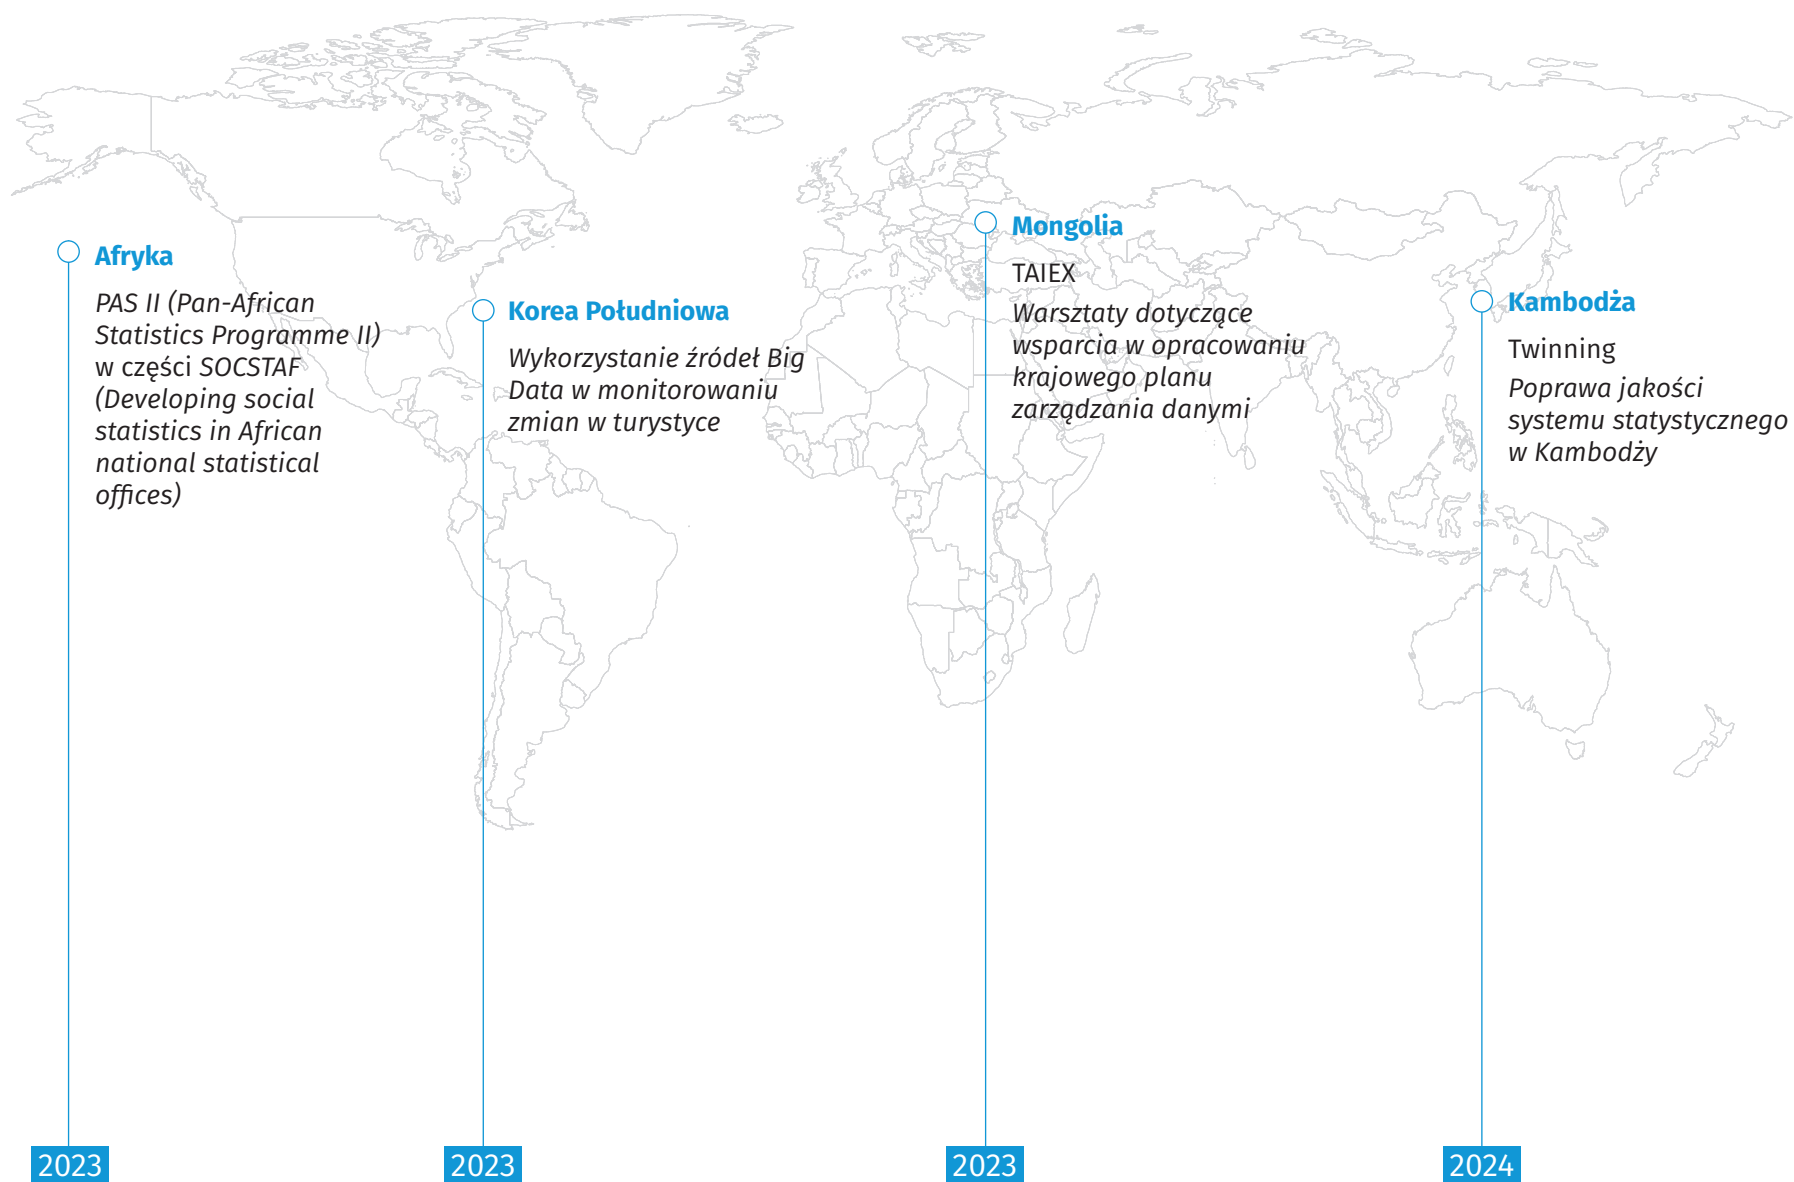 Afryka
PAS II (Pan-African
Statistics Programme II)
w części SOCSTAF
(Developing social
statistics in African
national statistical
offices)
2023
Korea Południowa
Wykorzystanie źródeł Big
Data w monitorowaniu
zmian w turystyce
2023
Mongolia
TAIEX
Warsztaty dotyczące
wsparcia w opracowaniu
krajowego planu
zarządzania danymi
2023
Kambodża
Twinning
Poprawa jakości
systemu statystycznego
w Kambodży
2024